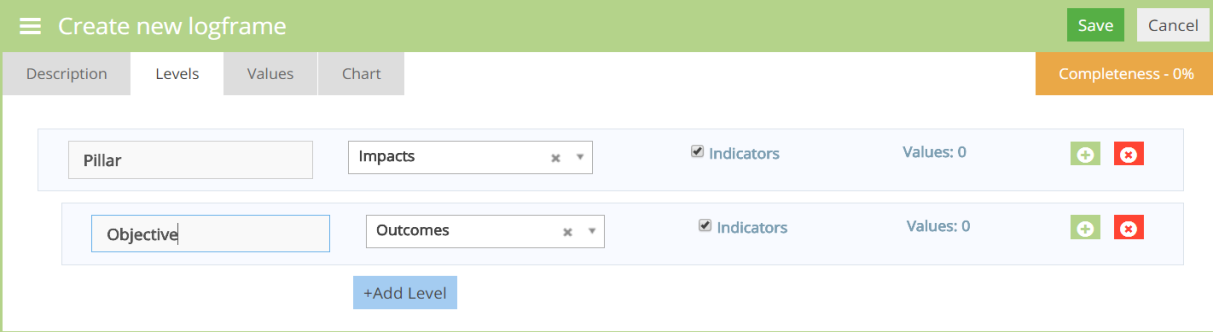 Create new logframe Save Cancel
Description Levels Values Chart Completeness - 0%
Pillar Impacts Indicators Values: 0
Objective Outcomes Indicators Values: 0
+Add Level